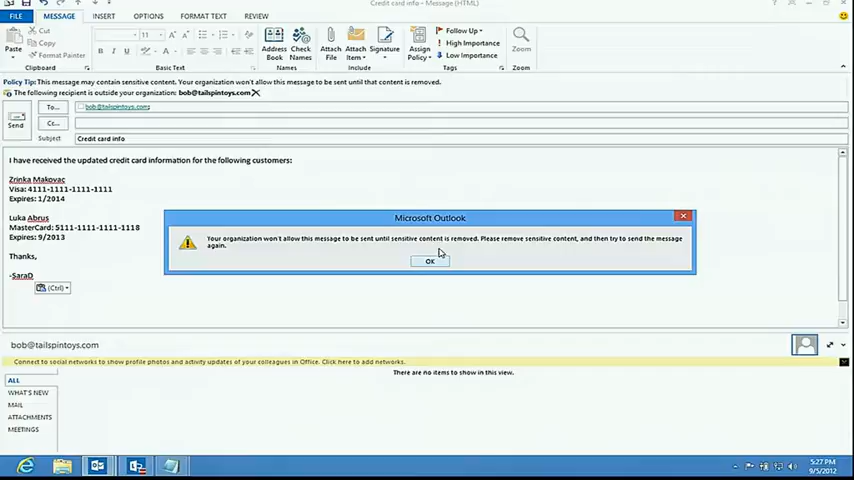 Credit card info - Message (HTML)
FILE MESSAGE INSERT OPTIONS FORMAT TEXT REVIEW
Paste
Cut
Copy
Format Painter
Clipboard
11
Basic Text
Address Book
Check Names
Names
Attach File
Attach Item
Signature
Include
Assign Policy
Follow Up
High Importance
Low Importance
Tags
Zoom
Zoom
Policy Tip: This message may contain sensitive content. Your organization won't allow this message to be sent until that content is removed.
The following recipient is outside your organization: bob@tailspintoys.com
Send
To... bob@tailspintoys.com;
Cc...
Subject Credit card info
I have received the updated credit card information for the following customers:
Zrinka Makovac
Visa: 4111-1111-1111-1111
Expires: 1/2014
Luka Abrus
MasterCard: 5111-1111-1111-1118
Expires: 9/2013
Thanks,
-SaraD
(Ctrl)
Microsoft Outlook
Your organization won't allow this message to be sent until sensitive content is removed. Please remove sensitive content, and then try to send the message
again.
OK
bob@tailspintoys.com
Connect to social networks to show profile photos and activity updates of your colleagues in Office. Click here to add networks.
There are no items to show in this view.
ALL
WHAT'S NEW
MAIL
ATTACHMENTS
MEETINGS
5:27 PM
9/5/2012